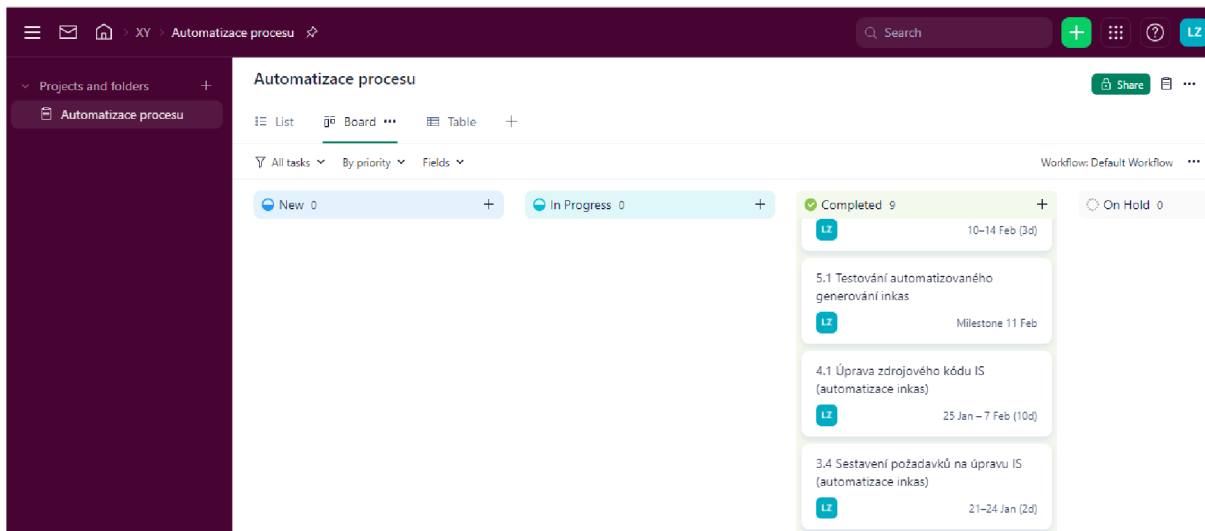 XY > Automatizace procesu
Search
LZ
Projects and folders
Automatizace procesu
Automatizace procesu
Share
List
Board
Table
All tasks
By priority
Fields
Workflow: Default Workflow
New 0
In Progress 0
Completed 9
On Hold 0
LZ
10–14 Feb (3d)
5.1 Testování automatizovaného
generování inkas
LZ
Milestone 11 Feb
4.1 Úprava zdrojového kódu IS
(automatizace inkas)
LZ
25 Jan – 7 Feb (10d)
3.4 Sestavení požadavků na úpravu IS
(automatizace inkas)
LZ
21–24 Jan (2d)